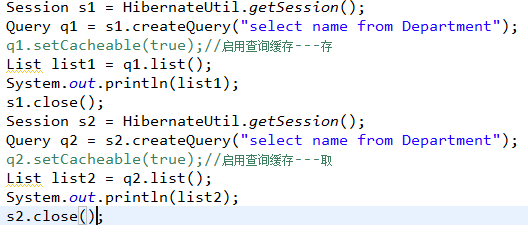 Session s1 = HibernateUtil.getSession();
Query q1 = s1.createQuery("select name from Department");
q1.setCacheable(true);//启用查询缓存---存
List list1 = q1.list();
System.out.println(list1);
s1.close();
Session s2 = HibernateUtil.getSession();
Query q2 = s2.createQuery("select name from Department");
q2.setCacheable(true);//启用查询缓存---取
List list2 = q2.list();
System.out.println(list2);
s2.close();